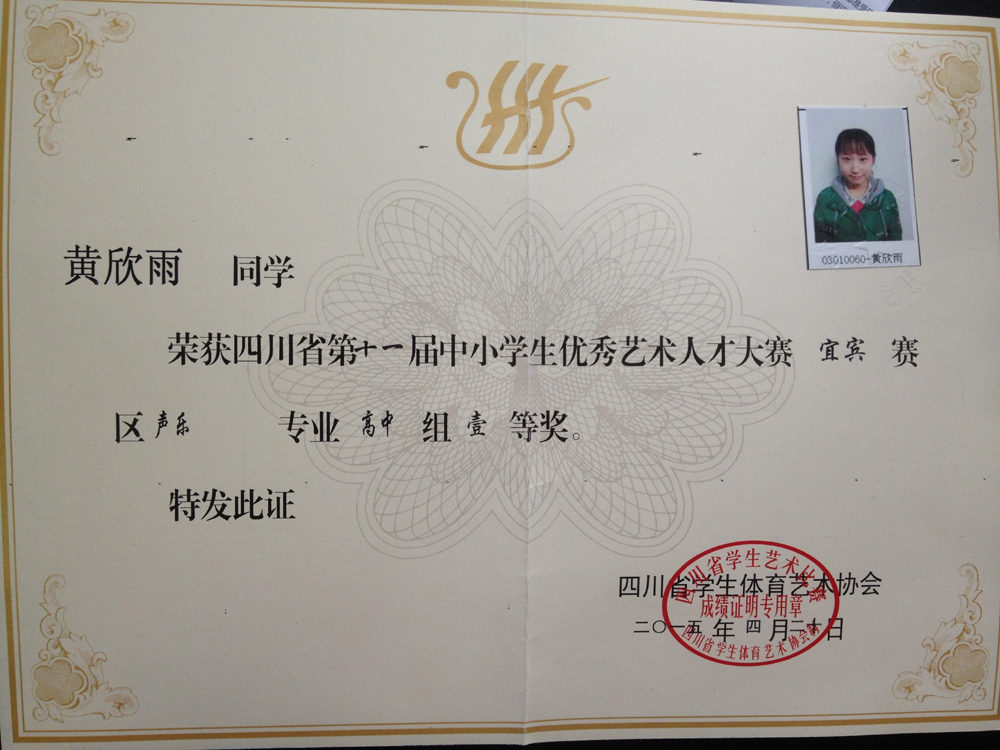 03010060-黄欣雨
黄欣雨 同学
荣获四川省第十一届中小学生优秀艺术人才大赛 宜宾 赛
区 声乐 专业 高中 组 壹 等奖。
特发此证
四川省学生体育艺术协会
二〇一五 年 四 月 二十 日
成绩证明专用章